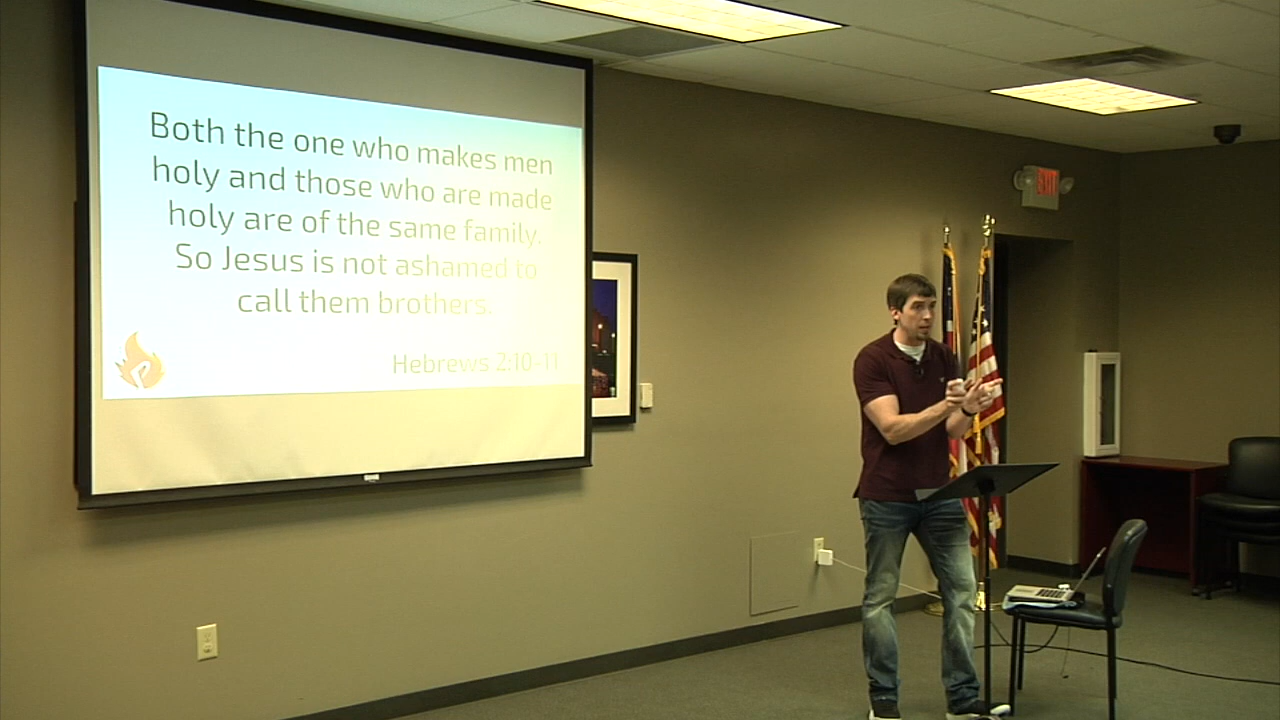 Both the one who makes men
holy and those who are made
holy are of the same family.
So Jesus is not ashamed to
call them brothers.
Hebrews 2:10-11
P
EXIT